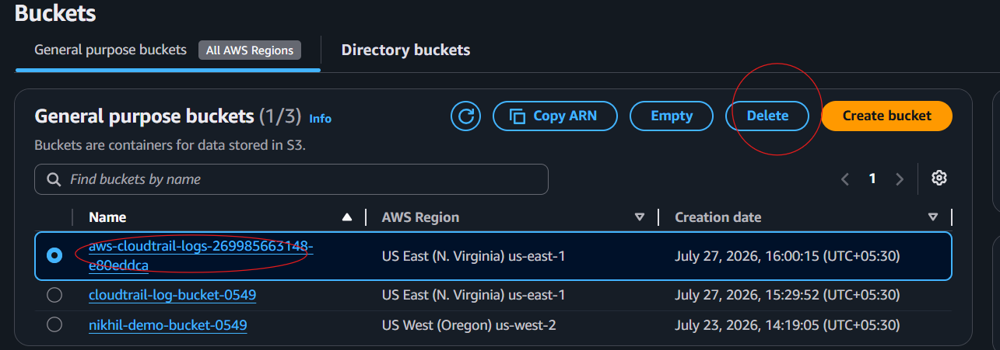 Buckets
General purpose buckets All AWS Regions Directory buckets
General purpose buckets (1/3) Info Copy ARN Empty Delete Create bucket
Buckets are containers for data stored in S3.
Find buckets by name 1
Name AWS Region Creation date
aws-cloudtrail-logs-269985663148-
e80eddca US East (N. Virginia) us-east-1 July 27, 2026, 16:00:15 (UTC+05:30)
cloudtrail-log-bucket-0549 US East (N. Virginia) us-east-1 July 27, 2026, 15:29:52 (UTC+05:30)
nikhil-demo-bucket-0549 US West (Oregon) us-west-2 July 23, 2026, 14:19:05 (UTC+05:30)